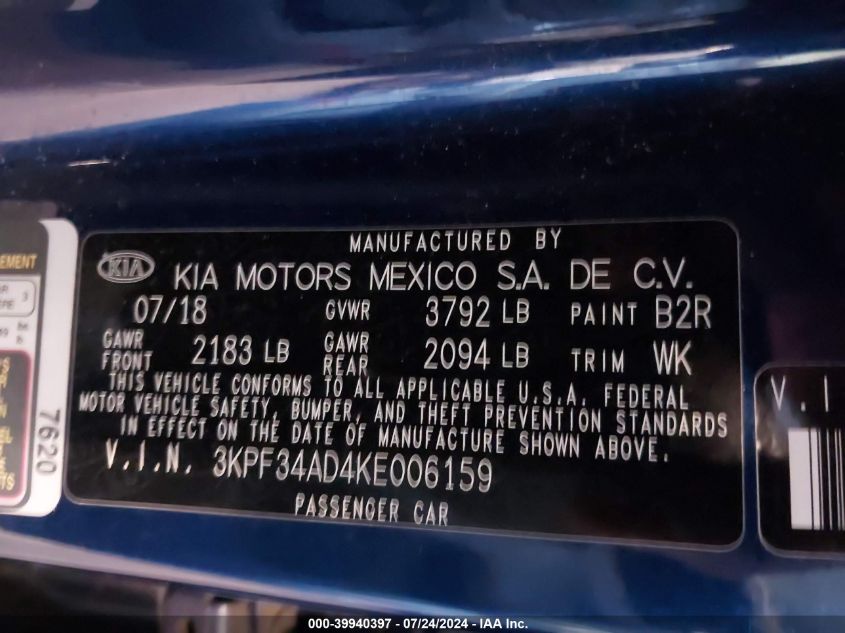 MANUFACTURED BY
KIA KIA MOTORS MEXICO S.A. DE C.V.
07/18 GVWR 3792 LB PAINT B2R
GAWR FRONT 2183 LB GAWR REAR 2094 LB TRIM WK
THIS VEHICLE CONFORMS TO ALL APPLICABLE U.S.A. FEDERAL
MOTOR VEHICLE SAFETY, BUMPER, AND THEFT PREVENTION STANDARDS
IN EFFECT ON THE DATE OF MANUFACTURE SHOWN ABOVE.
V.I.N. 3KPF34AD4KE006159
PASSENGER CAR
7620
V.I
000-39940397 - 07/24/2024 - IAA Inc.